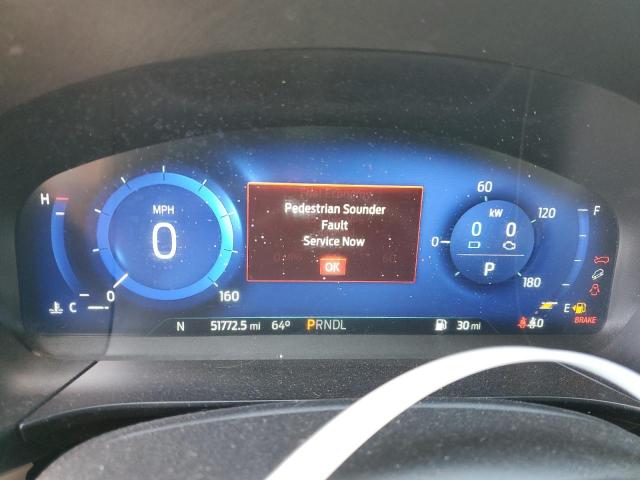 H
MPH
0
C
0
160
Pedestrian Sounder
Fault
Service Now
OK
60
kW
0 0
0
120
180
P
F
E
BRAKE
N 51772.5 mi 64° PRNDL 30 mi